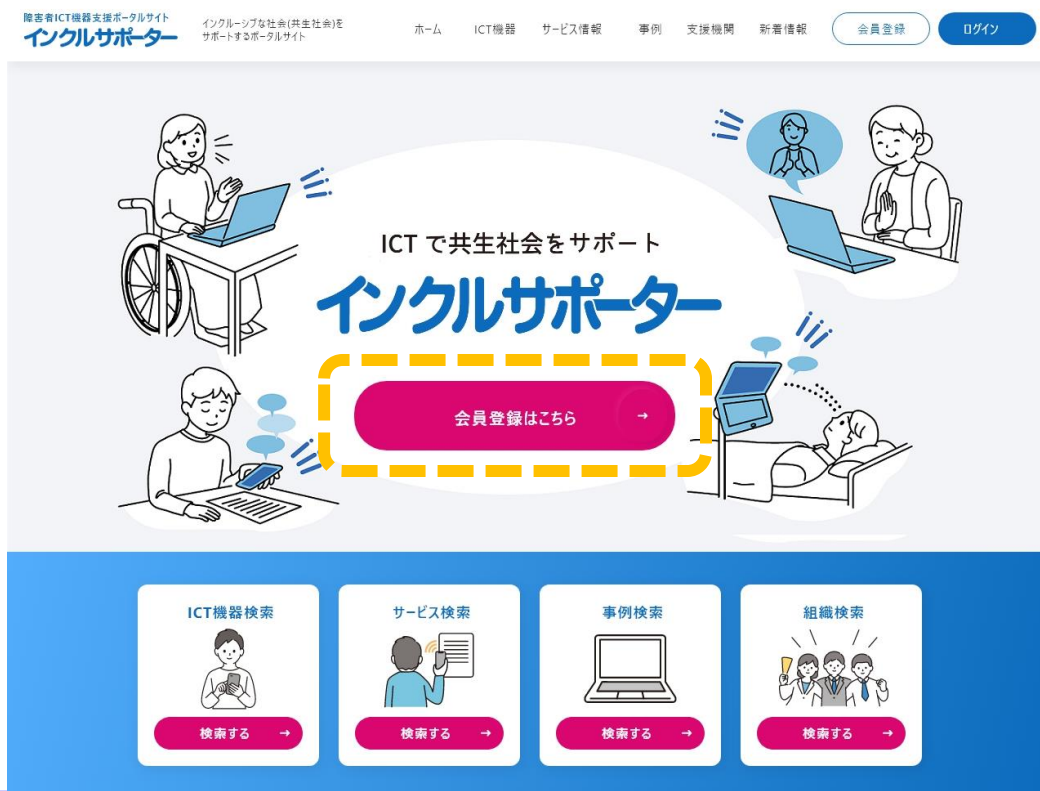 障害者ICT機器支援ポータルサイト
インクルサポーター
インクルーシブな社会(共生社会)を
サポートするポータルサイト
ホーム ICT機器 サービス情報 事例 支援機関 新着情報 会員登録 ログイン
ICT で共生社会をサポート
インクルサポーター
会員登録はこちら →
ICT機器検索
検索する →
サービス検索
検索する →
事例検索
検索する →
組織検索
検索する →